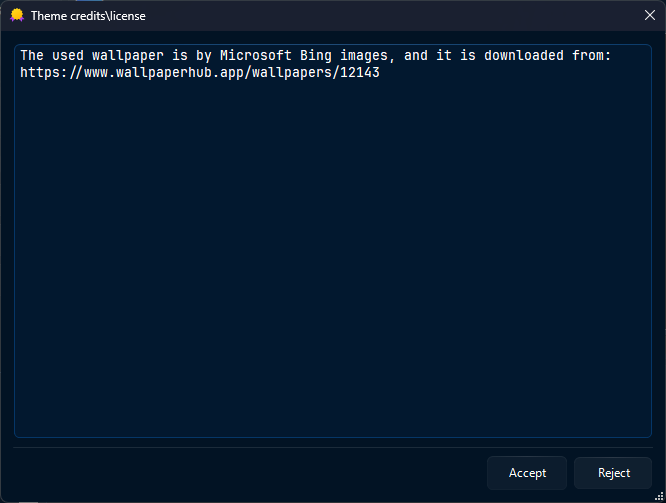 Theme credits\license
The used wallpaper is by Microsoft Bing images, and it is downloaded from:
https://www.wallpaperhub.app/wallpapers/12143
Accept
Reject